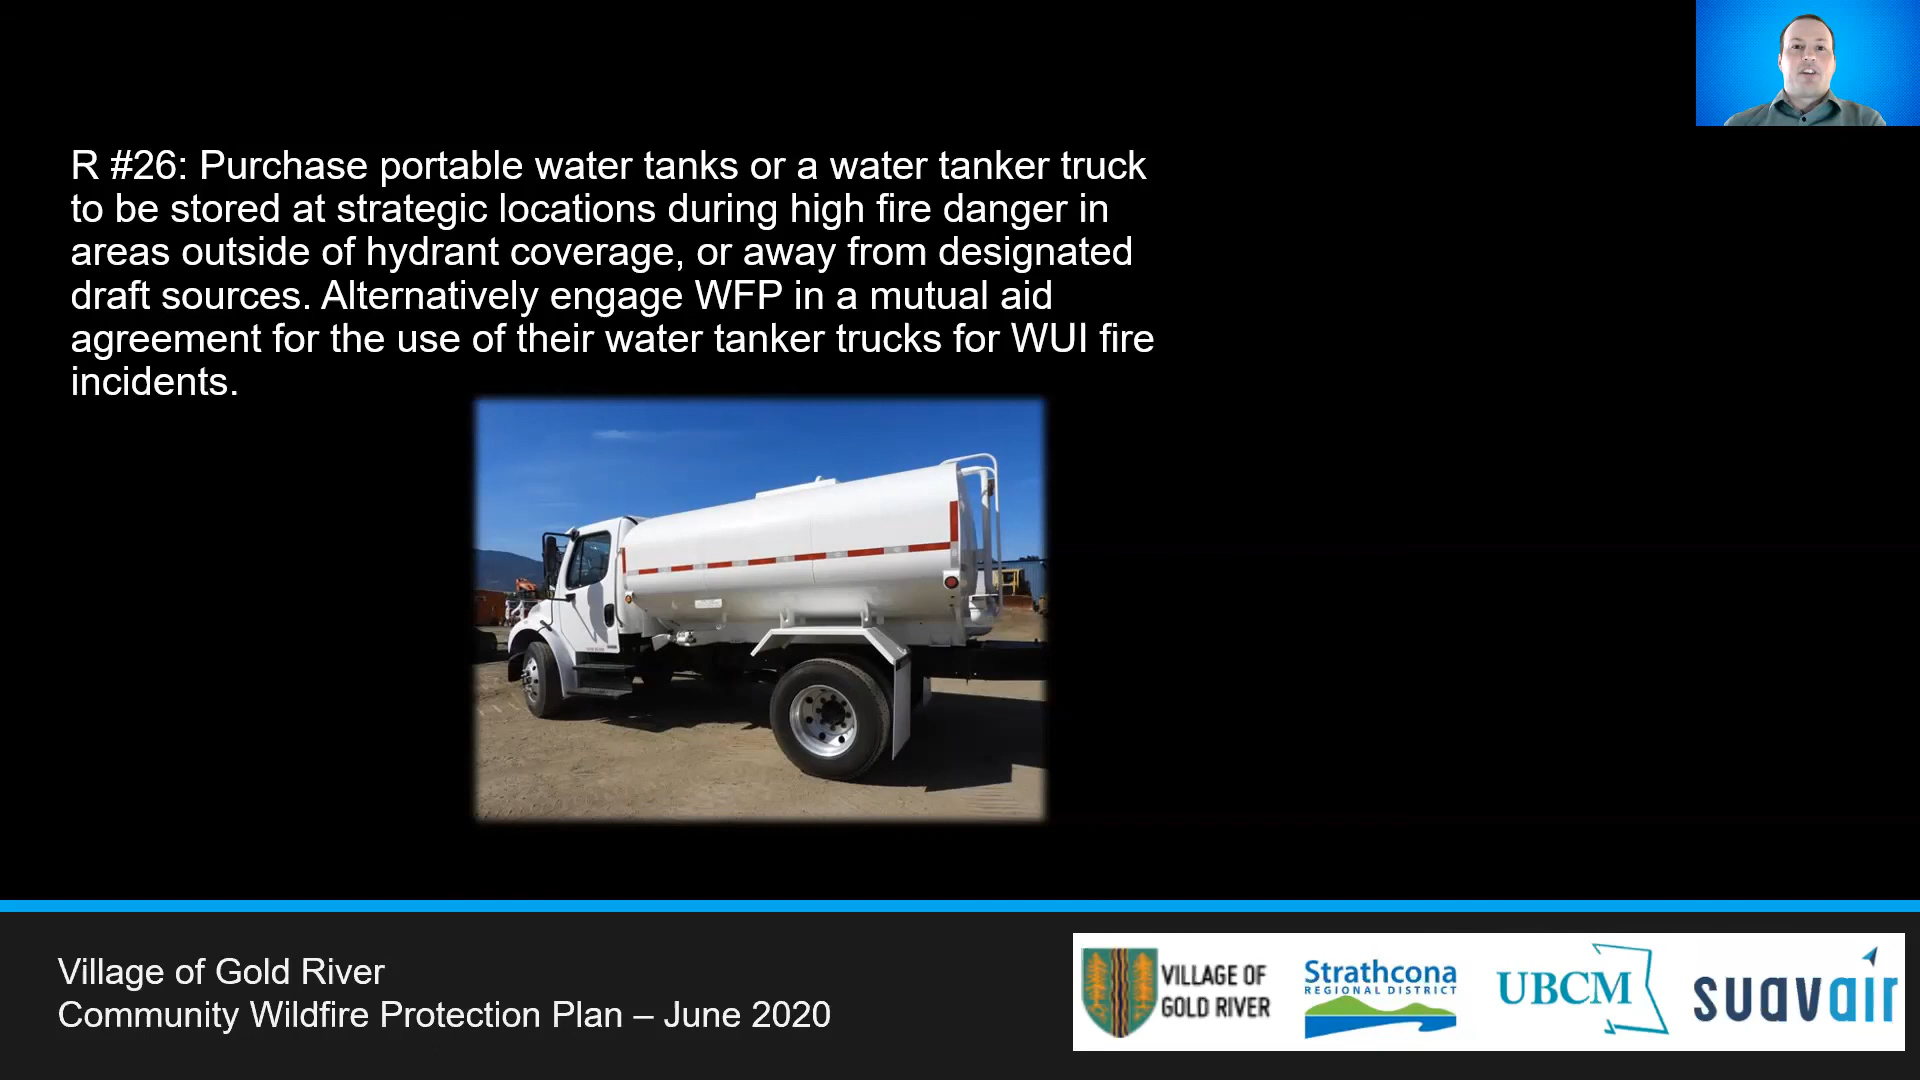 R #26: Purchase portable water tanks or a water tanker truck
to be stored at strategic locations during high fire danger in
areas outside of hydrant coverage, or away from designated
draft sources. Alternatively engage WFP in a mutual aid
agreement for the use of their water tanker trucks for WUI fire
incidents.
Village of Gold River
Community Wildfire Protection Plan – June 2020
VILLAGE OF
GOLD RIVER
Strathcona
REGIONAL DISTRICT
UBCM
suavair